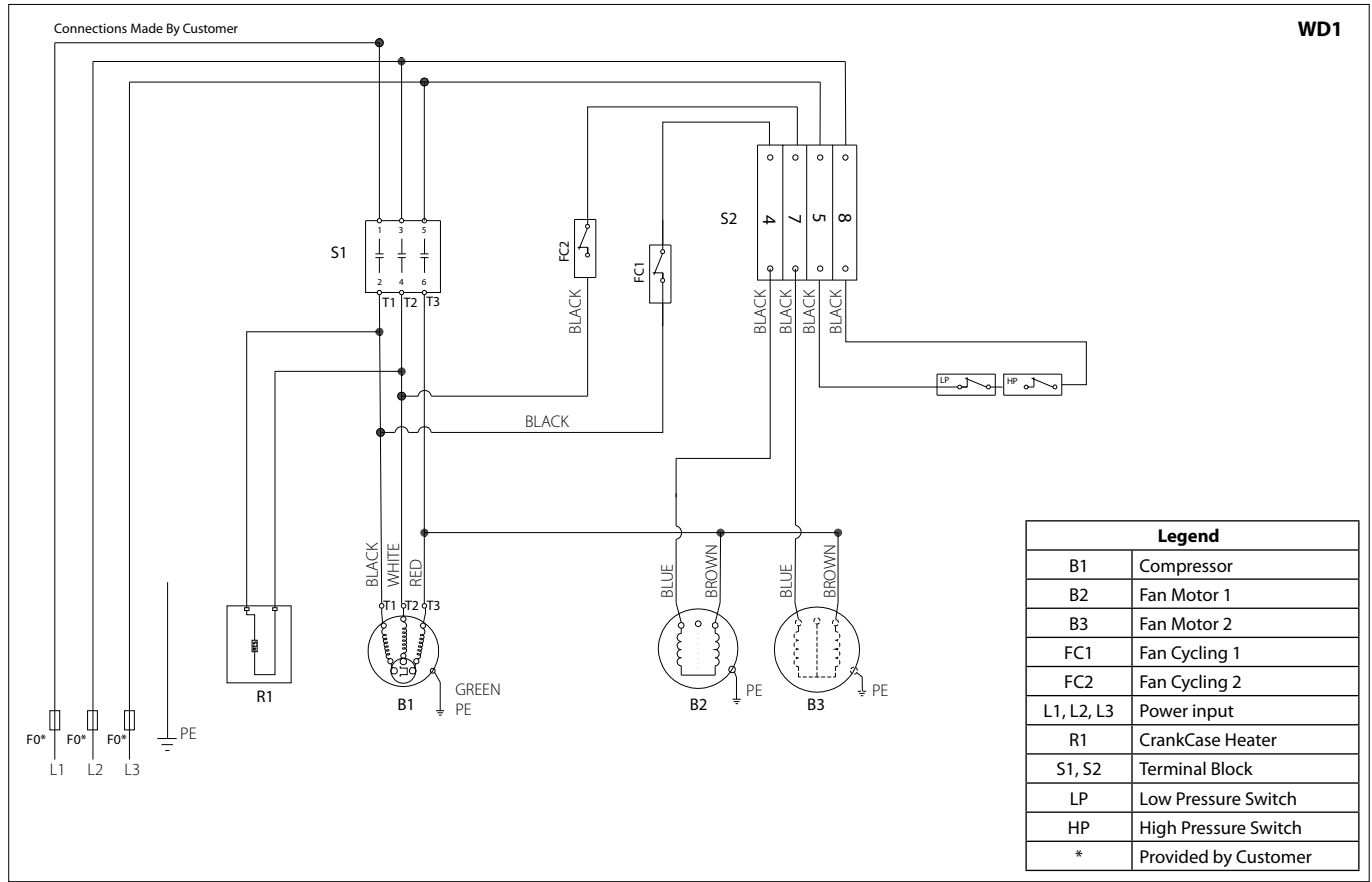 Connections Made By Customer
WD1
S1
1 3 5
2 4 6
T1 T2 T3
FC2
FC1
S2
4 7 5 8
BLACK
BLACK
BLACK
BLACK
BLACK
LP
HP
BLACK
BLACK
WHITE
RED
BLUE
BROWN
BLUE
BROWN
T1 T2 T3
R1
B1
GREEN
PE
B2
PE
B3
PE
F0* F0* F0*
PE
L1 L2 L3
Legend
B1 Compressor
B2 Fan Motor 1
B3 Fan Motor 2
FC1 Fan Cycling 1
FC2 Fan Cycling 2
L1, L2, L3 Power input
R1 CrankCase Heater
S1, S2 Terminal Block
LP Low Pressure Switch
HP High Pressure Switch
* Provided by Customer